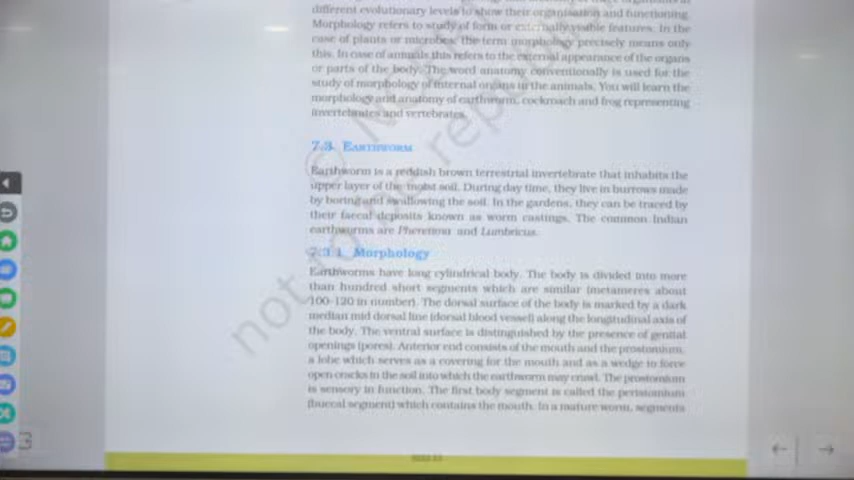 different evolutionary levels to show their organisation and functioning.
Morphology refers to study of form or externally visible features. In the
case of plants or microbes, the term morphology precisely means only
this. In case of animals this refers to the external appearance of the organs
or parts of the body. The word anatomy conventionally is used for the
study of morphology of internal organs in the animals. You will learn the
morphology and anatomy of earthworm, cockroach and frog representing
invertebrates and vertebrates.
7.3 EARTHWORM
Earthworm is a reddish brown terrestrial invertebrate that inhabits the
upper layer of the moist soil. During day time, they live in burrows made
by boring and swallowing the soil. In the gardens, they can be traced by
their faecal deposits known as worm castings. The common Indian
earthworms are Pheretima and Lumbricus.
7.3.1 Morphology
Earthworms have long cylindrical body. The body is divided into more
than hundred short segments which are similar (metameres about
100-120 in number). The dorsal surface of the body is marked by a dark
median mid dorsal line (dorsal blood vessel) along the longitudinal axis of
the body. The ventral surface is distinguished by the presence of genital
openings (pores). Anterior end consists of the mouth and the prostomium,
a lobe which serves as a covering for the mouth and as a wedge to force
open cracks in the soil into which the earthworm may crawl. The prostomium
is sensory in function. The first body segment is called the peristomium
(buccal segment) which contains the mouth. In a mature worm, segments
not to be republ